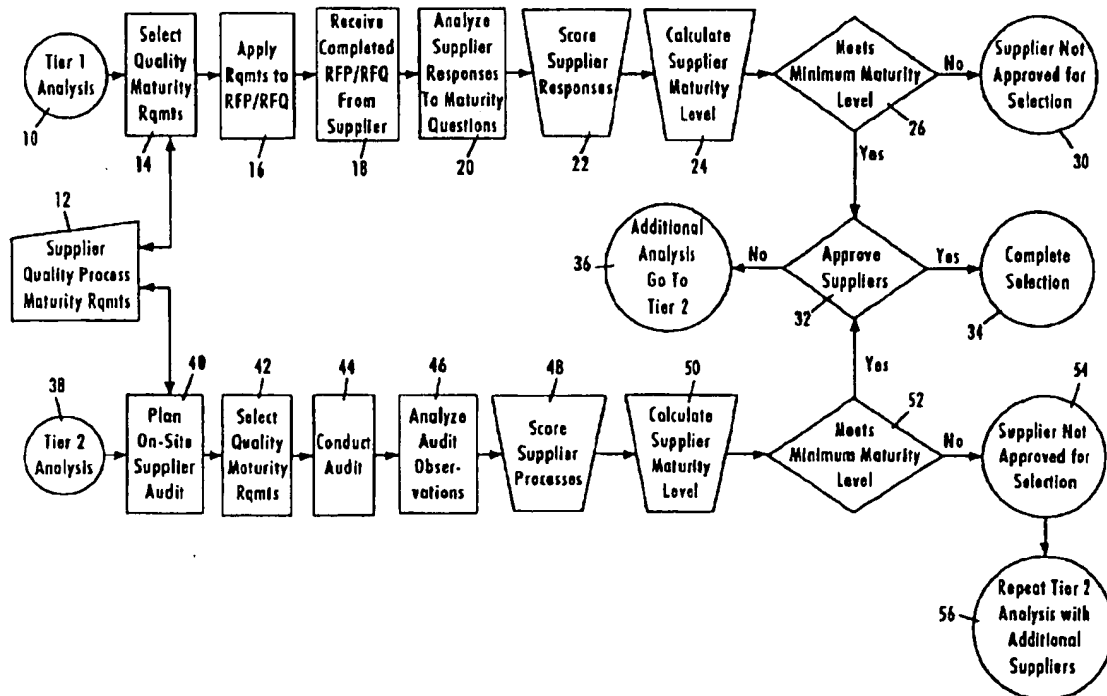 Tier 1
Analysis
10
Select
Quality
Maturity
Rqmts
14
Apply
Rqmts to
RFP/RFQ
16
Receive
Completed
RFP/RFQ
From
Supplier
18
Analyze
Supplier
Responses
To Maturity
Questions
20
Score
Supplier
Responses
22
Calculate
Supplier
Maturity
Level
24
Meets
Minimum Maturity
Level
26
No
Supplier Not
Approved for
Selection
30
Yes
12
Supplier
Quality Process
Maturity Rqmts
36
Additional
Analysis
Go To
Tier 2
No
Approve
Suppliers
32
Yes
Complete
Selection
34
Yes
38
Tier 2
Analysis
40
Plan
On-Site
Supplier
Audit
42
Select
Quality
Maturity
Rqmts
44
Conduct
Audit
46
Analyze
Audit
Obser-
vations
48
Score
Supplier
Processes
50
Calculate
Supplier
Maturity
Level
52
Meets
Minimum Maturity
Level
No
54
Supplier Not
Approved for
Selection
56
Repeat Tier 2
Analysis with
Additional
Suppliers